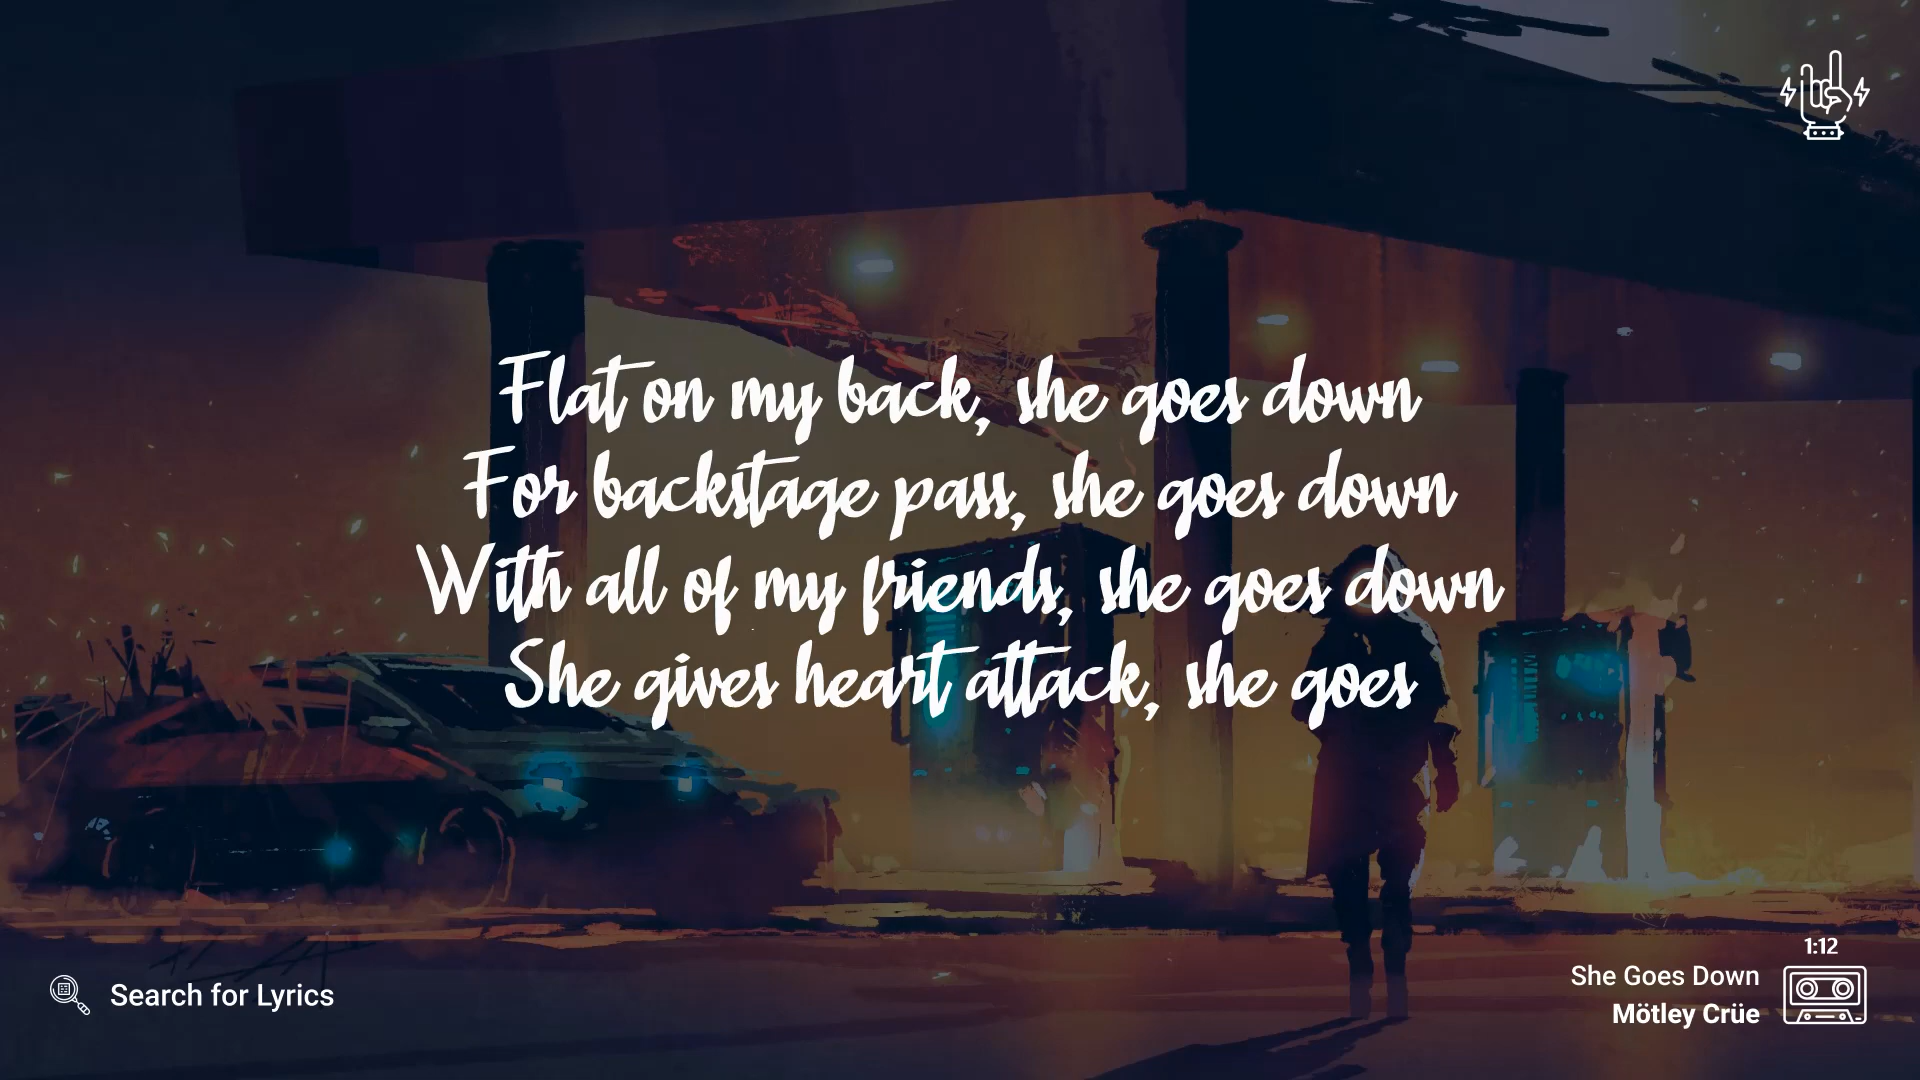 Flat on my back, she goes down
For backstage pass, she goes down
With all of my friends, she goes down
She gives heart attack, she goes
1:12
She Goes Down
Mötley Crüe
Search for Lyrics